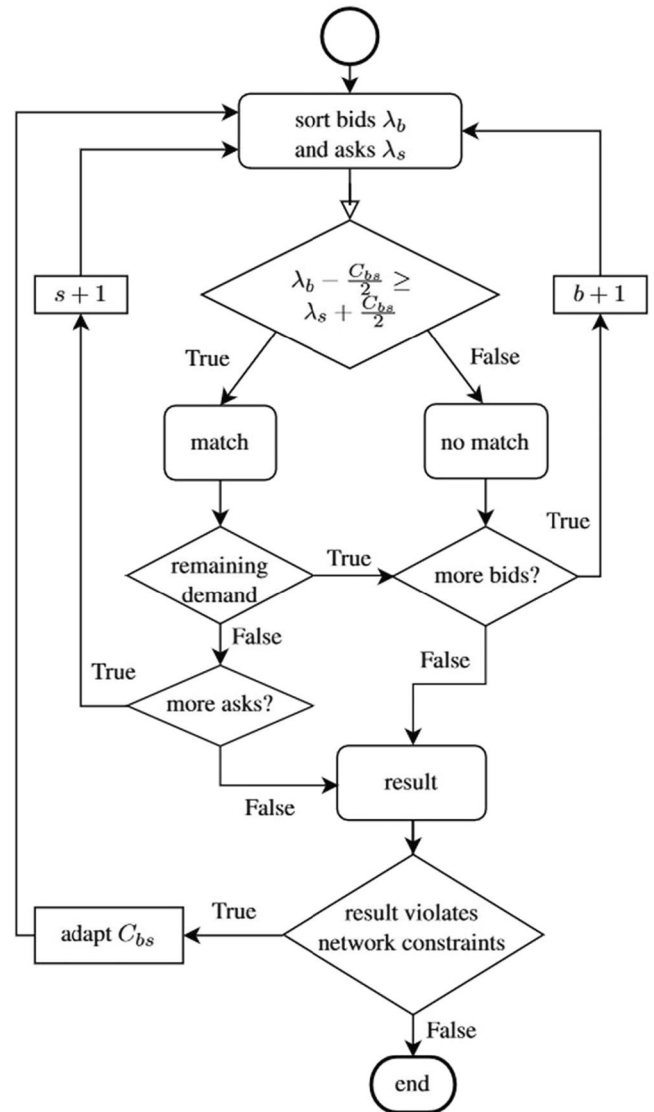 sort bids λ_b
and asks λ_s
λ_b − C_bs/2 ≥
λ_s + C_bs/2
s + 1
b + 1
True
False
match
no match
True
remaining
demand
True
more bids?
False
True
False
more asks?
False
result
True
adapt C_bs
result violates
network constraints
False
end